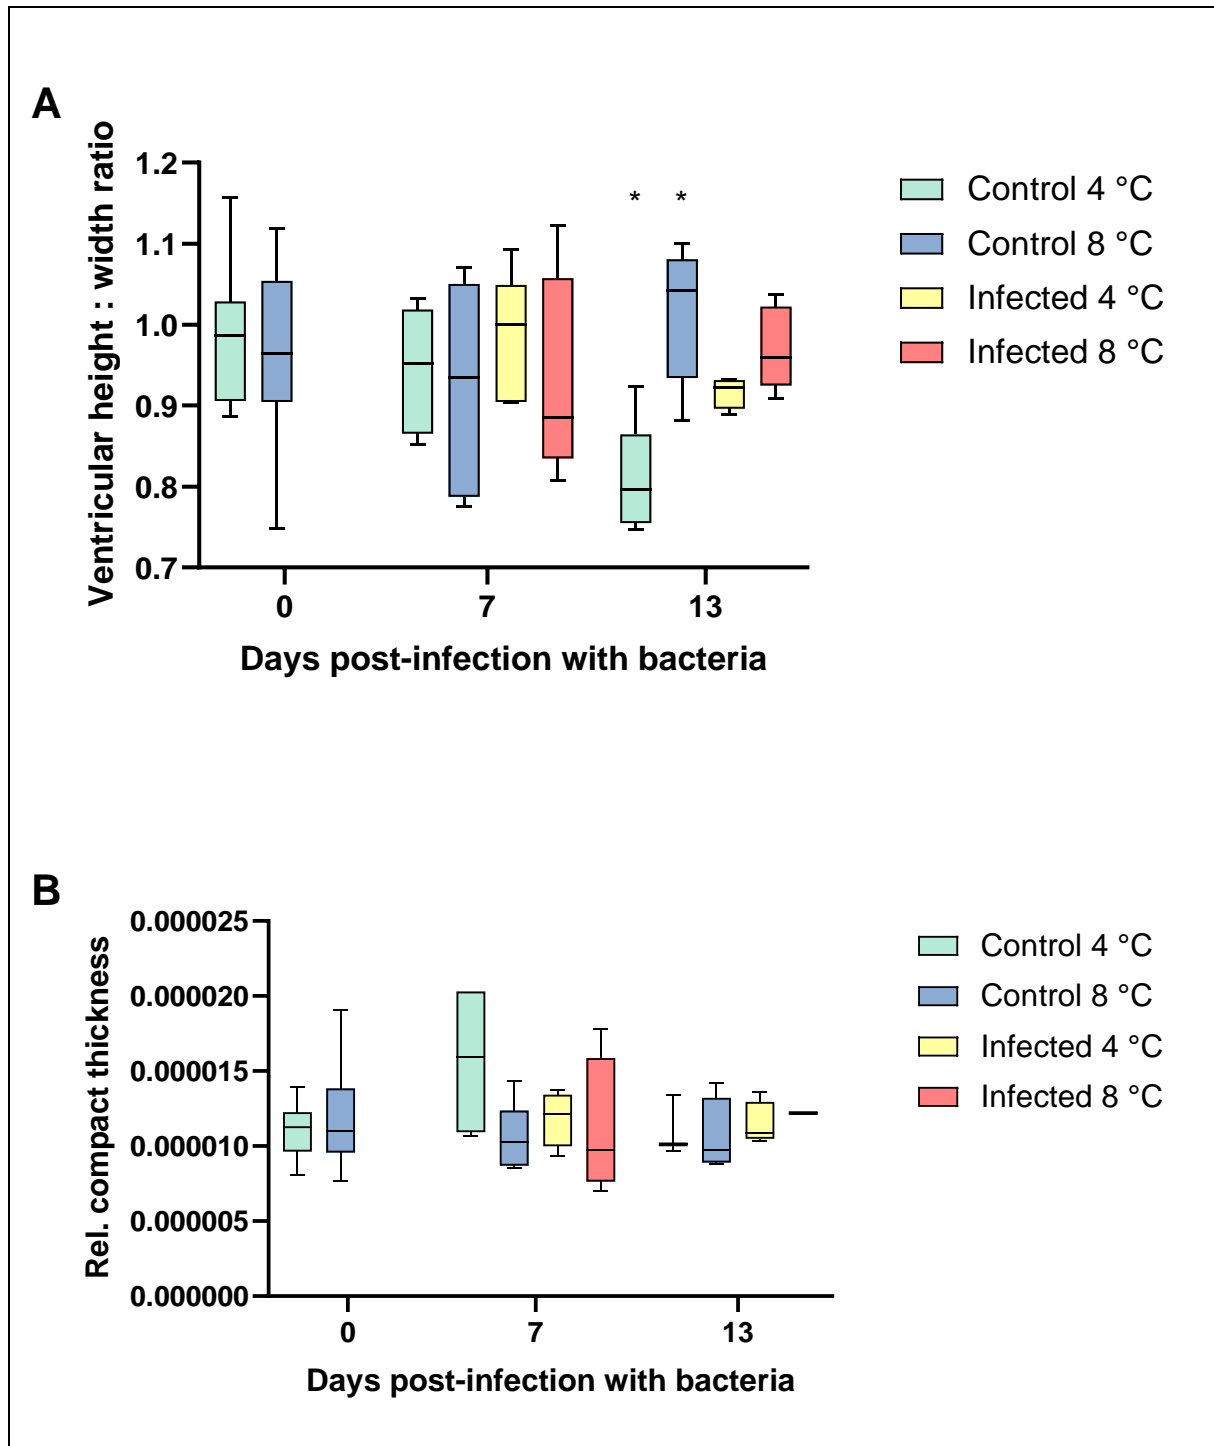 A
Ventricular height : width ratio
1.2
1.1
1.0
0.9
0.8
0.7
* *
0 7 13
Days post-infection with bacteria
Control 4 °C
Control 8 °C
Infected 4 °C
Infected 8 °C
B
Rel. compact thickness
0.000025
0.000020
0.000015
0.000010
0.000005
0.000000
0 7 13
Days post-infection with bacteria
Control 4 °C
Control 8 °C
Infected 4 °C
Infected 8 °C